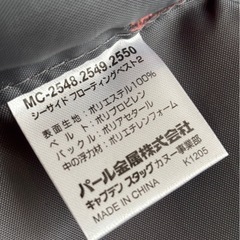 MC-2548.2549.2550
シーサイド フローティングベスト2
表面生地：ポリエステル100%
ベルト：ポリプロピレン
バックル：ポリアセタール
中の浮力材：ポリエチレンフォーム
パール金属株式会社
キャプテン スタッグ カヌー事業部
MADE IN CHINA
K1205